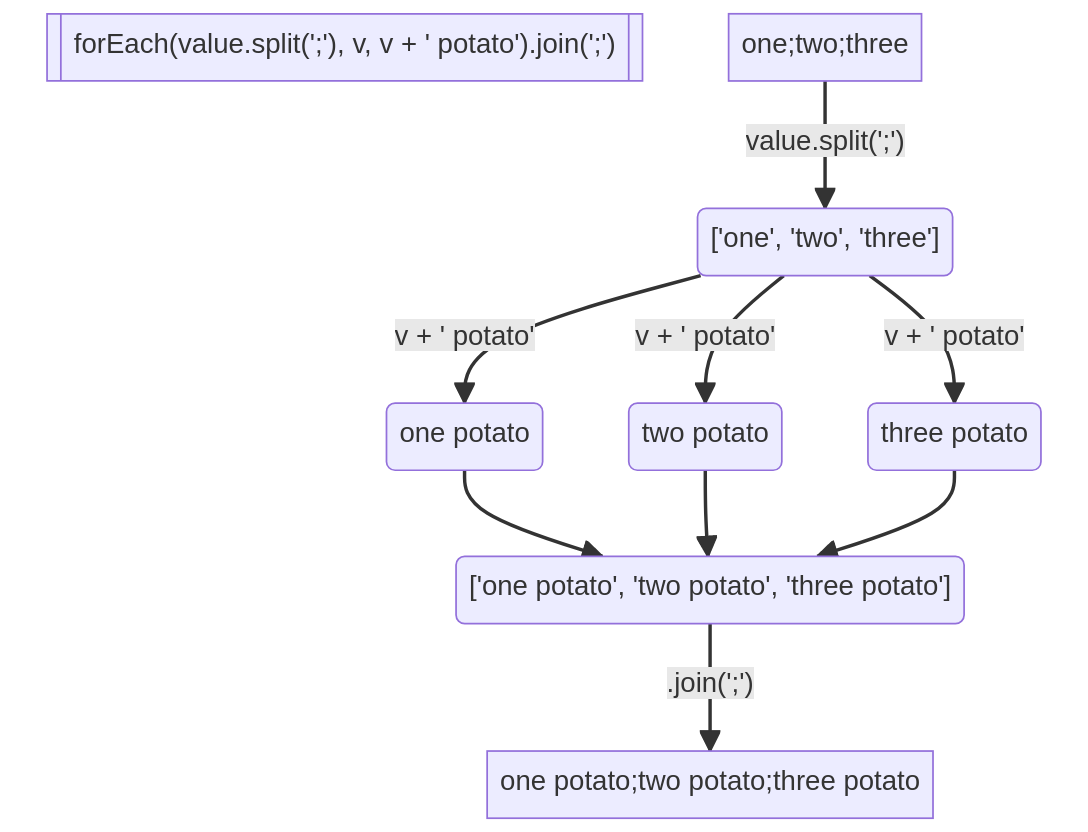 forEach(value.split(';'), v, v + ' potato').join(';')
one;two;three
value.split(';')
['one', 'two', 'three']
v + ' potato'
v + ' potato'
v + ' potato'
one potato
two potato
three potato
['one potato', 'two potato', 'three potato']
.join(';')
one potato;two potato;three potato